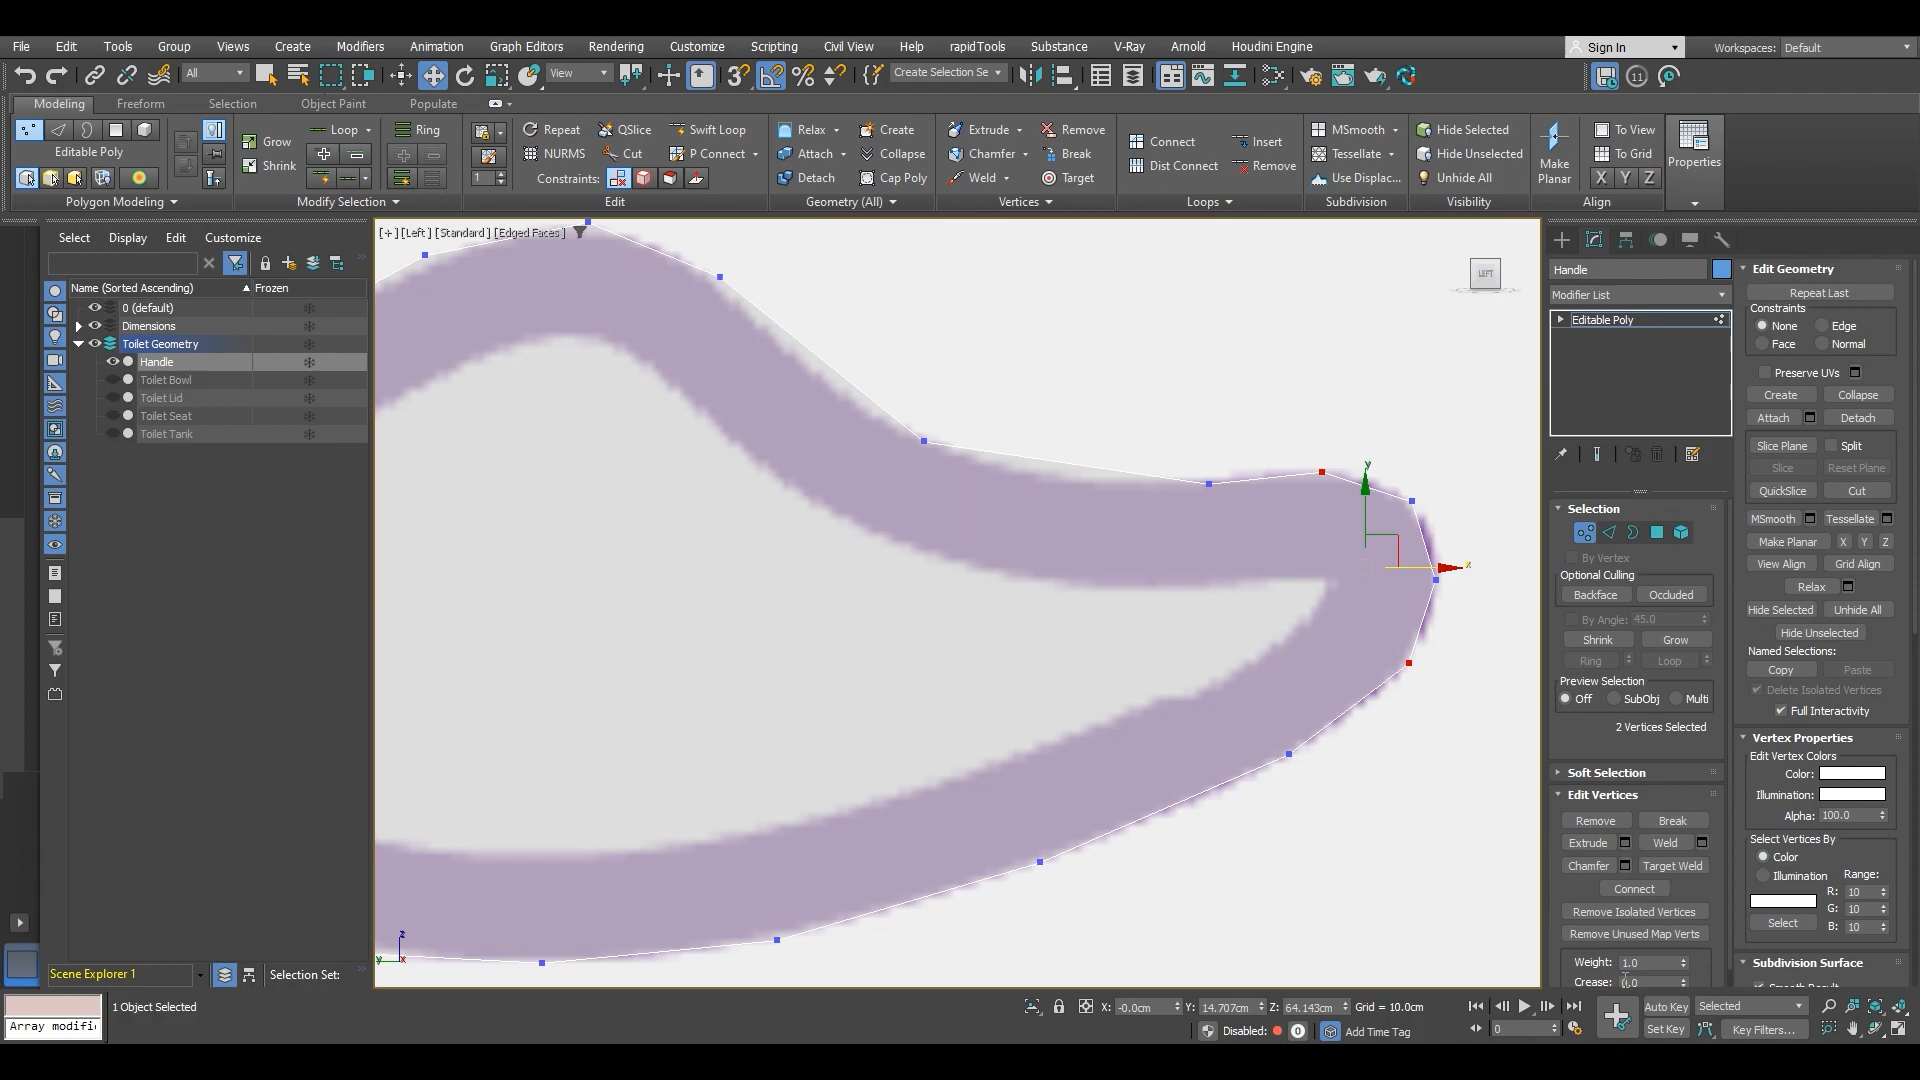 File Edit Tools Group Views Create Modifiers Animation Graph Editors Rendering Customize Scripting Civil View Help rapidTools Substance V-Ray Arnold Houdini Engine Sign In Workspaces: Default
All View Create Selection Se 11
Modeling Freeform Selection Object Paint Populate
Editable Poly
Polygon Modeling
Grow Loop Ring
Shrink
Modify Selection
Repeat QSlice Swift Loop
NURMS Cut P Connect
1 Constraints:
Edit
Relax Create
Attach Collapse
Detach Cap Poly
Geometry (All)
Extrude Remove
Chamfer Break
Weld Target
Vertices
Connect Insert
Dist Connect Remove
Loops
MSmooth
Tessellate
Use Displac...
Subdivision
Hide Selected
Hide Unselected
Unhide All
Visibility
Make Planar
To View
To Grid
X Y Z
Align
Properties
Select Display Edit Customize
Name (Sorted Ascending) Frozen
0 (default)
Dimensions
Toilet Geometry
Handle
Toilet Bowl
Toilet Lid
Toilet Seat
Toilet Tank
Scene Explorer 1 Selection Set:
[+] [Left] [Standard] [Edged Faces]
LEFT
y
x
z
y x
Handle
Modifier List
Editable Poly
Selection
By Vertex
Optional Culling
Backface Occluded
By Angle: 45.0
Shrink Grow
Ring Loop
Preview Selection
Off SubObj Multi
2 Vertices Selected
Soft Selection
Edit Vertices
Remove Break
Extrude Weld
Chamfer Target Weld
Connect
Remove Isolated Vertices
Remove Unused Map Verts
Weight: 1.0
Crease: 0.0
Edit Geometry
Repeat Last
Constraints
None Edge
Face Normal
Preserve UVs
Create Collapse
Attach Detach
Slice Plane Split
Slice Reset Plane
QuickSlice Cut
MSmooth Tessellate
Make Planar X Y Z
View Align Grid Align
Relax
Hide Selected Unhide All
Hide Unselected
Named Selections:
Copy Paste
Delete Isolated Vertices
Full Interactivity
Vertex Properties
Edit Vertex Colors
Color:
Illumination:
Alpha: 100.0
Select Vertices By
Color
Illumination Range:
R: 10
G: 10
Select B: 10
Subdivision Surface
Array modifi
1 Object Selected
X: -0.0cm Y: 14.707cm Z: 64.143cm Grid = 10.0cm
Disabled: 0 Add Time Tag
0
Auto Key Selected
Set Key Key Filters...